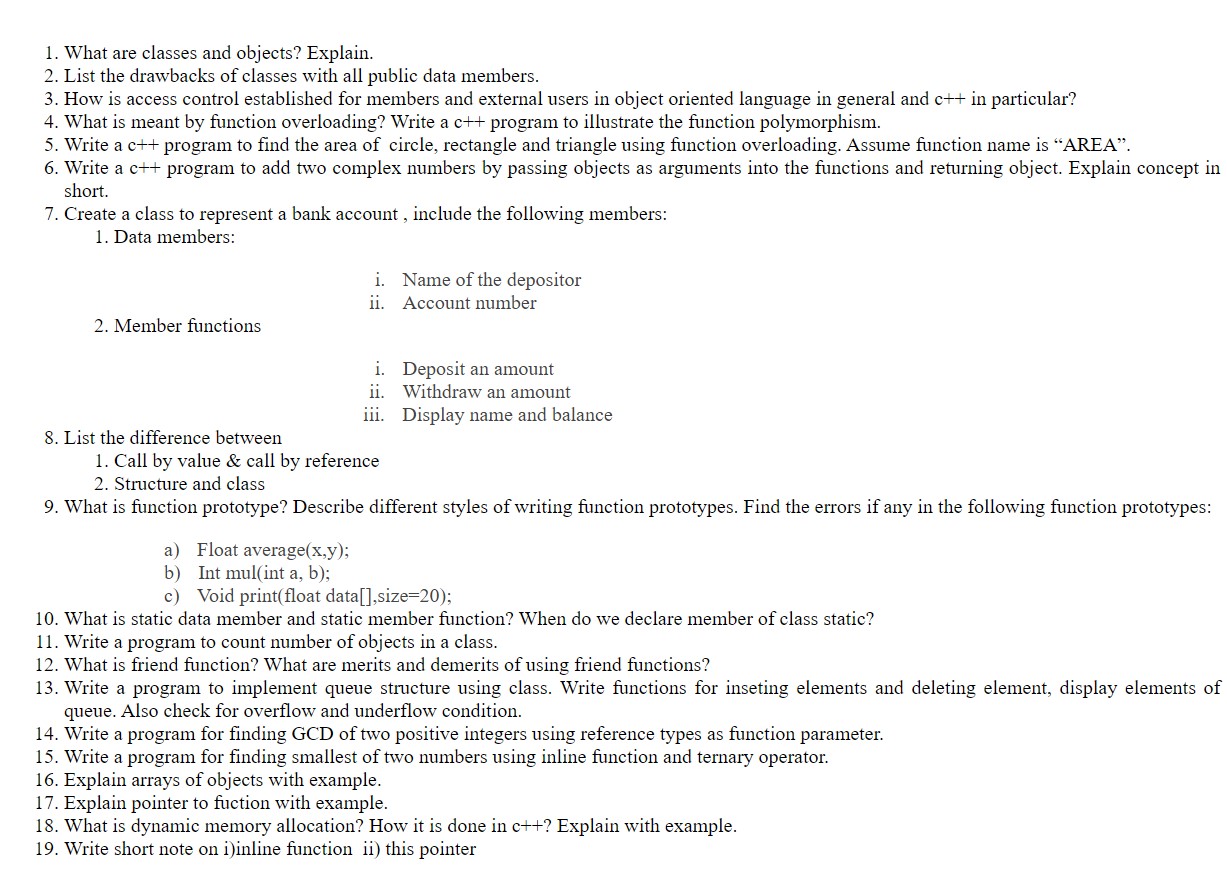 1. What are classes and objects? Explain.
2. List the drawbacks of classes with all public data members.
3. How is access control established for members and external users in object oriented language in general and c++ in particular?
4. What is meant by function overloading? Write a c++ program to illustrate the function polymorphism.
5. Write a c++ program to find the area of circle, rectangle and triangle using function overloading. Assume function name is “AREA”.
6. Write a c++ program to add two complex numbers by passing objects as arguments into the functions and returning object. Explain concept in
short.
7. Create a class to represent a bank account , include the following members:
1. Data members:
i. Name of the depositor
ii. Account number
2. Member functions
i. Deposit an amount
ii. Withdraw an amount
iii. Display name and balance
8. List the difference between
1. Call by value & call by reference
2. Structure and class
9. What is function prototype? Describe different styles of writing function prototypes. Find the errors if any in the following function prototypes:
a) Float average(x,y);
b) Int mul(int a, b);
c) Void print(float data[],size=20);
10. What is static data member and static member function? When do we declare member of class static?
11. Write a program to count number of objects in a class.
12. What is friend function? What are merits and demerits of using friend functions?
13. Write a program to implement queue structure using class. Write functions for inseting elements and deleting element, display elements of
queue. Also check for overflow and underflow condition.
14. Write a program for finding GCD of two positive integers using reference types as function parameter.
15. Write a program for finding smallest of two numbers using inline function and ternary operator.
16. Explain arrays of objects with example.
17. Explain pointer to fuction with example.
18. What is dynamic memory allocation? How it is done in c++? Explain with example.
19. Write short note on i)inline function ii) this pointer